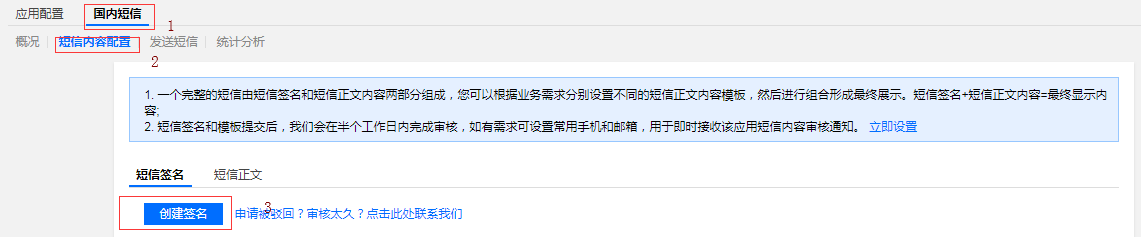 应用配置 国内短信 1
概况 短信内容配置 发送短信 统计分析
2
1. 一个完整的短信由短信签名和短信正文内容两部分组成，您可以根据业务需求分别设置不同的短信正文内容模板，然后进行组合形成最终展示。短信签名+短信正文内容=最终显示内
容;
2. 短信签名和模板提交后，我们会在半个工作日内完成审核，如有需求可设置常用手机和邮箱，用于即时接收该应用短信内容审核通知。 立即设置
短信签名 短信正文
创建签名 申请被驳回？审核太久？点击此处联系我们
3